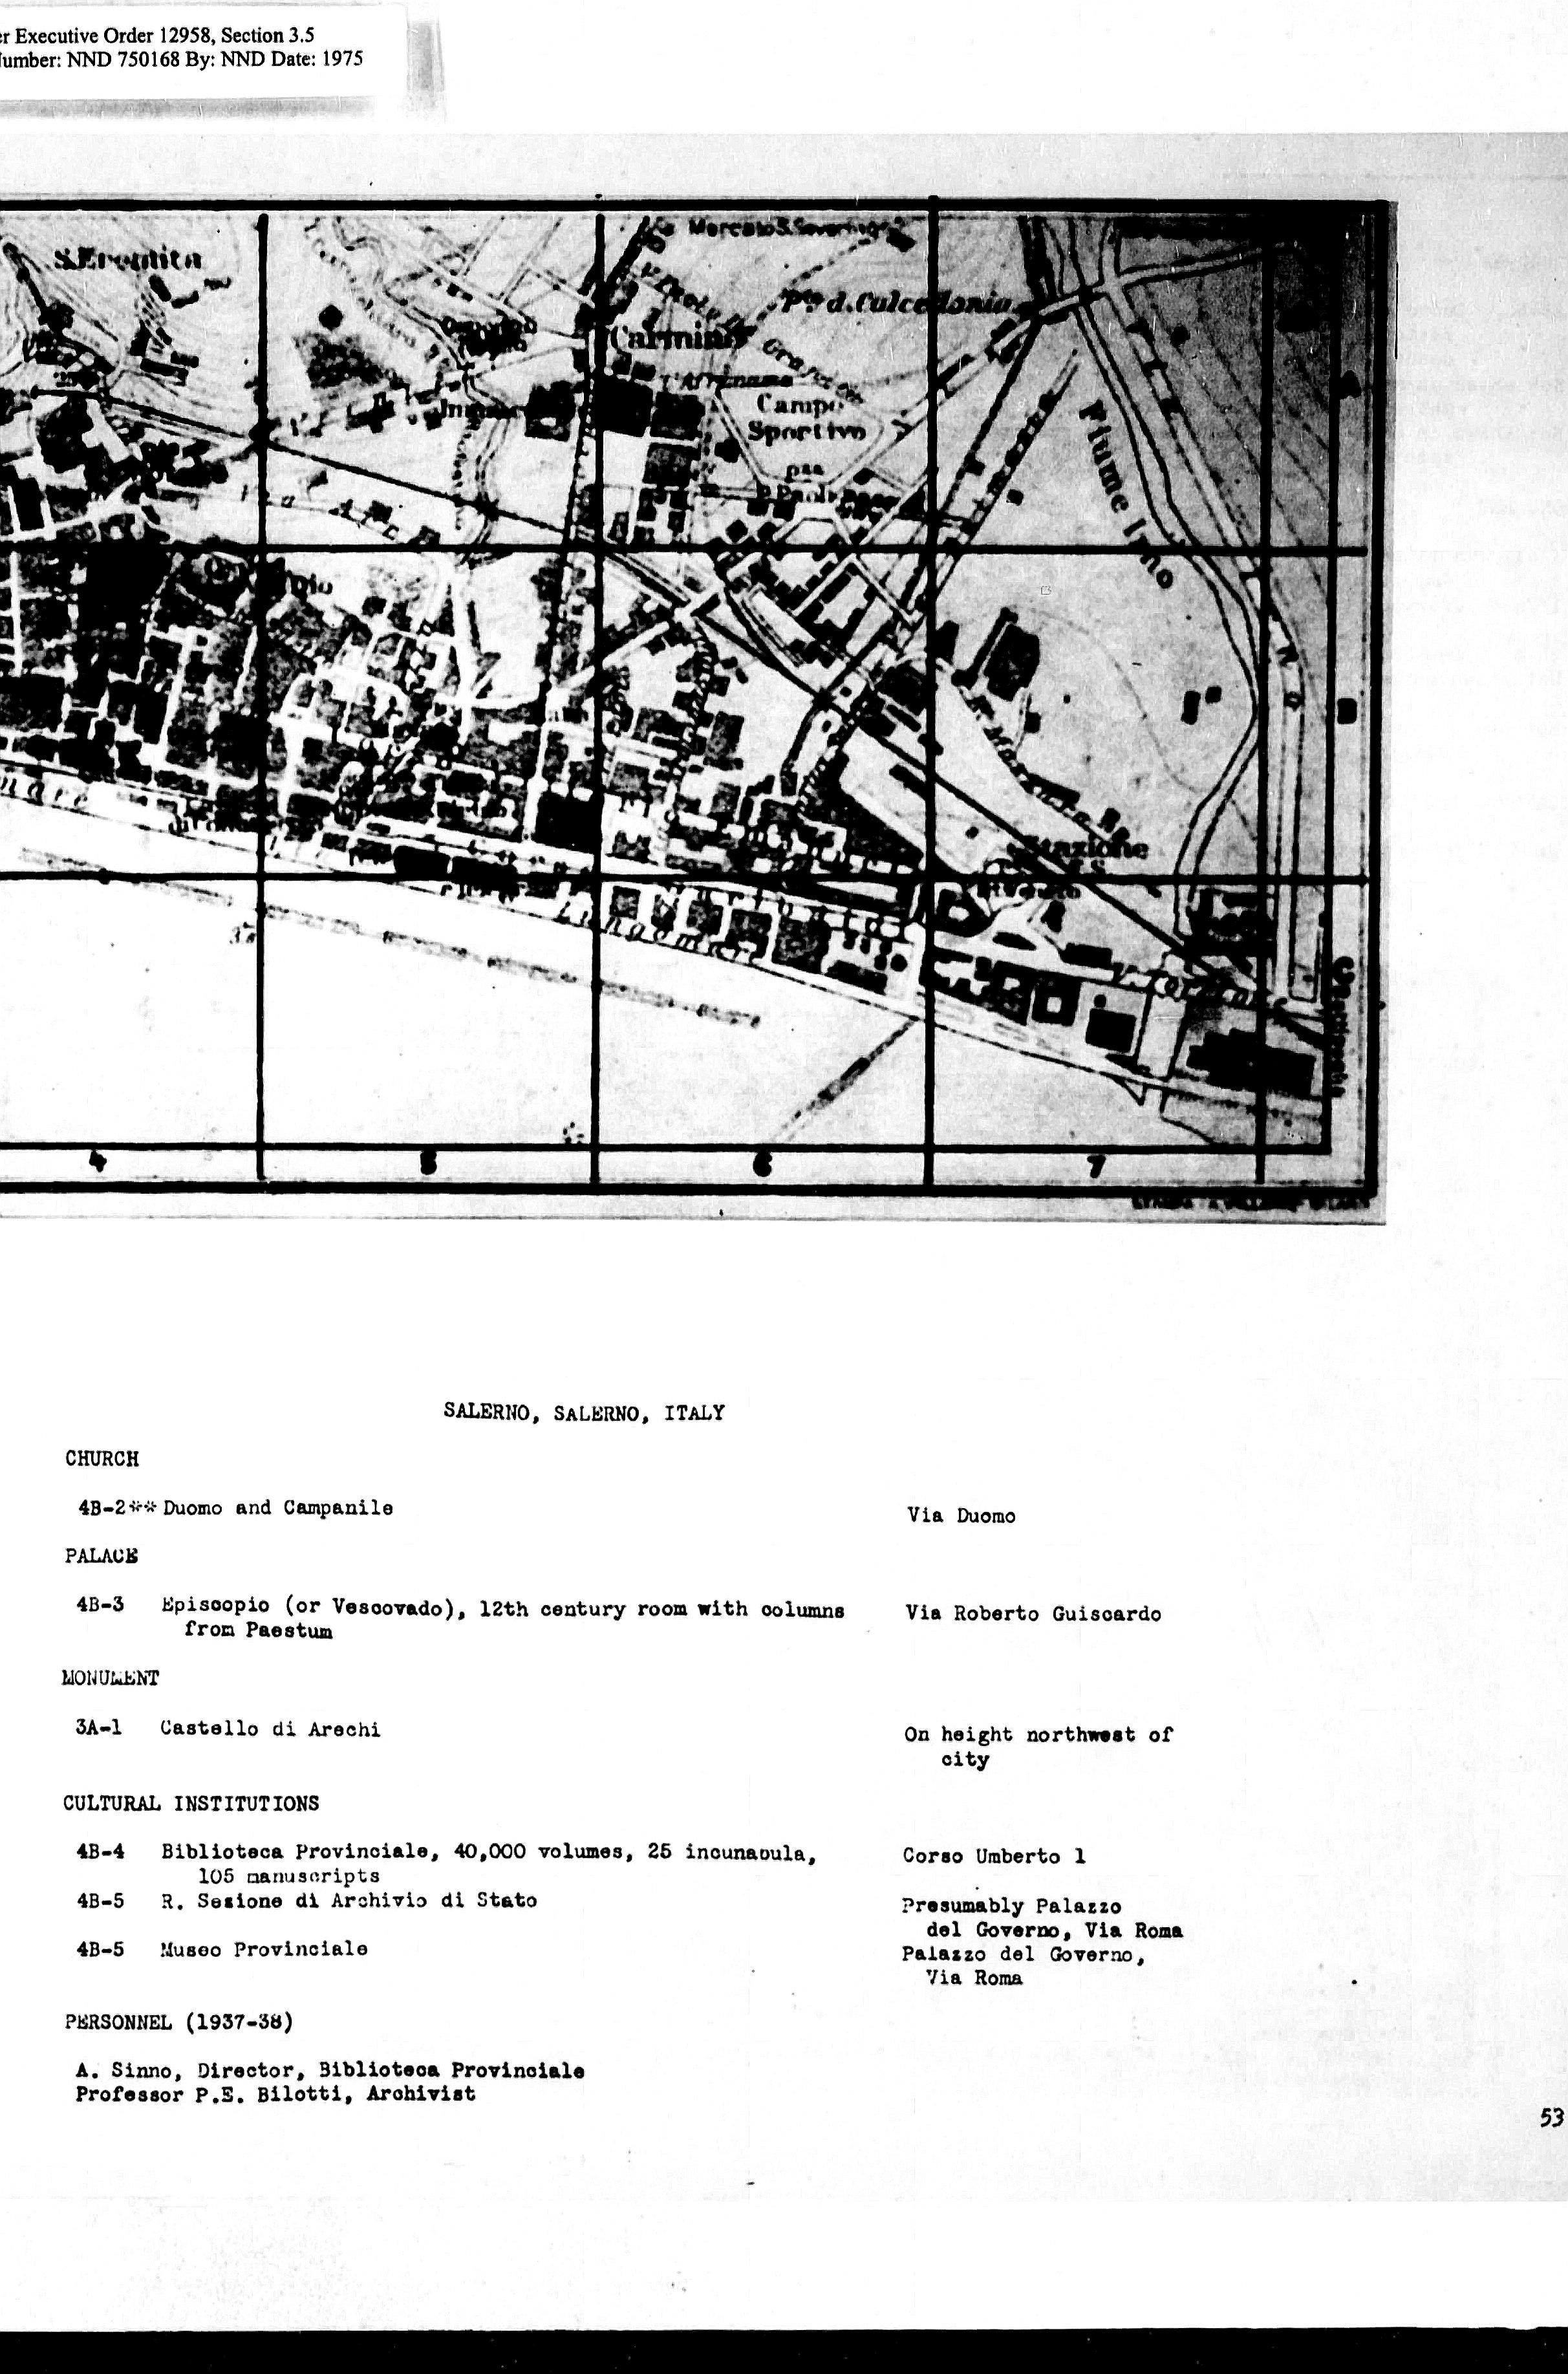 er Executive Order 12958, Section 3.5
umber: NND 750168 By: NND Date: 1975
Mercato S. Severino
S. Eremita
Pte d.
Carmine
Campo
Sportivo
pza
Fiume Irno
A
B
Stazione
C
4
5
6
7
SALERNO, SALERNO, ITALY
CHURCH
4B-2** Duomo and Campanile Via Duomo
PALACE
4B-3 Episcopio (or Vescovado), 12th century room with columns Via Roberto Guiscardo
from Paestum
MONUMENT
3A-1 Castello di Arechi On height northwest of
city
CULTURAL INSTITUTIONS
4B-4 Biblioteca Provinciale, 40,000 volumes, 25 incunabula, Corso Umberto 1
105 manuscripts
4B-5 R. Sezione di Archivio di Stato Presumably Palazzo
del Governo, Via Roma
4B-5 Museo Provinciale Palazzo del Governo,
Via Roma
PERSONNEL (1937-38)
A. Sinno, Director, Biblioteca Provinciale
Professor P.E. Bilotti, Archivist
53